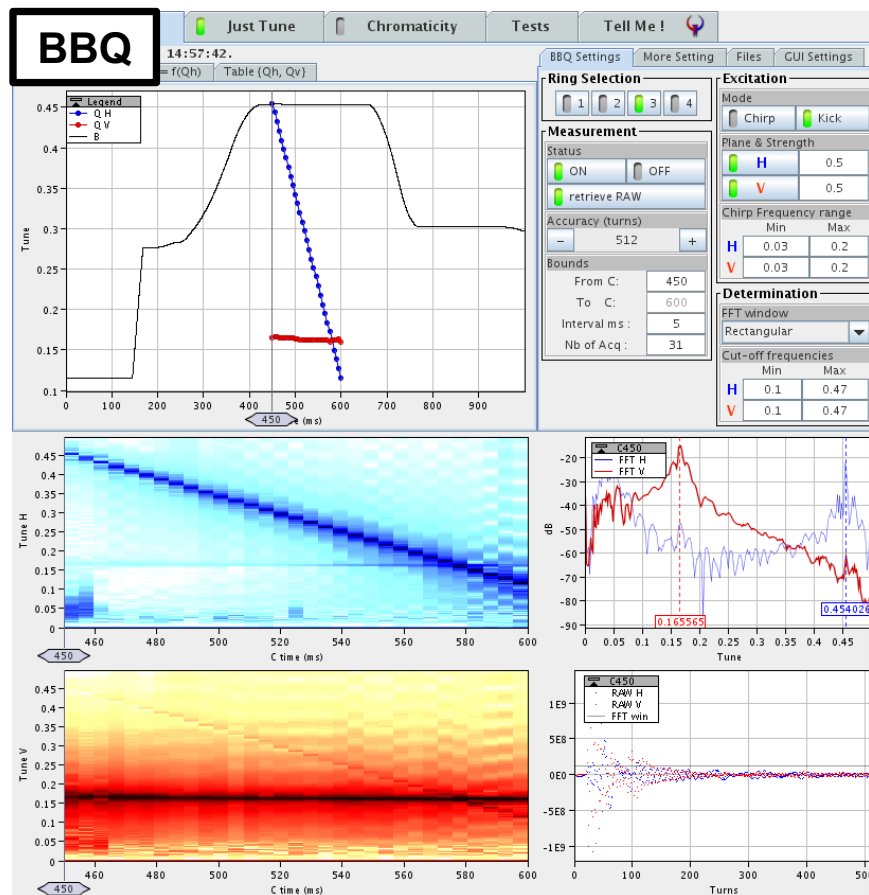 BBQ
Just Tune
Chromaticity
Tests
Tell Me !
14:57:42.
= f(Qh)
Table {Qh, Qv}
Legend
Q H
Q V
B
Tune
0.45
0.4
0.35
0.3
0.25
0.2
0.15
0.1
0 100 200 300 400 500 600 700 800 900
450
(ms)
BBQ Settings
More Setting
Files
GUI Settings
Ring Selection
1 2 3 4
Measurement
Status
ON OFF
retrieve RAW
Accuracy (turns)
− 512 +
Bounds
From C: 450
To C: 600
Interval ms : 5
Nb of Acq : 31
Excitation
Mode
Chirp Kick
Plane & Strength
H 0.5
V 0.5
Chirp Frequency range
Min Max
H 0.03 0.2
V 0.03 0.2
Determination
FFT window
Rectangular
Cut-off frequencies
Min Max
H 0.1 0.47
V 0.1 0.47
Tune H
0.45
0.4
0.35
0.3
0.25
0.2
0.15
0.1
0.05
0
460 480 500 520 540 560 580 600
C time (ms)
450
C450
FFT H
FFT V
dB
-20
-30
-40
-50
-60
-70
-80
-90
0.165565
0.454026
0 0.05 0.1 0.15 0.2 0.25 0.3 0.35 0.4 0.45
Tune
Tune V
0.45
0.4
0.35
0.3
0.25
0.2
0.15
0.1
0.05
0
460 480 500 520 540 560 580 600
C time (ms)
450
C450
RAW H
RAW V
FFT win
1E9
5E8
0E0
-5E8
-1E9
0 100 200 300 400
Turns